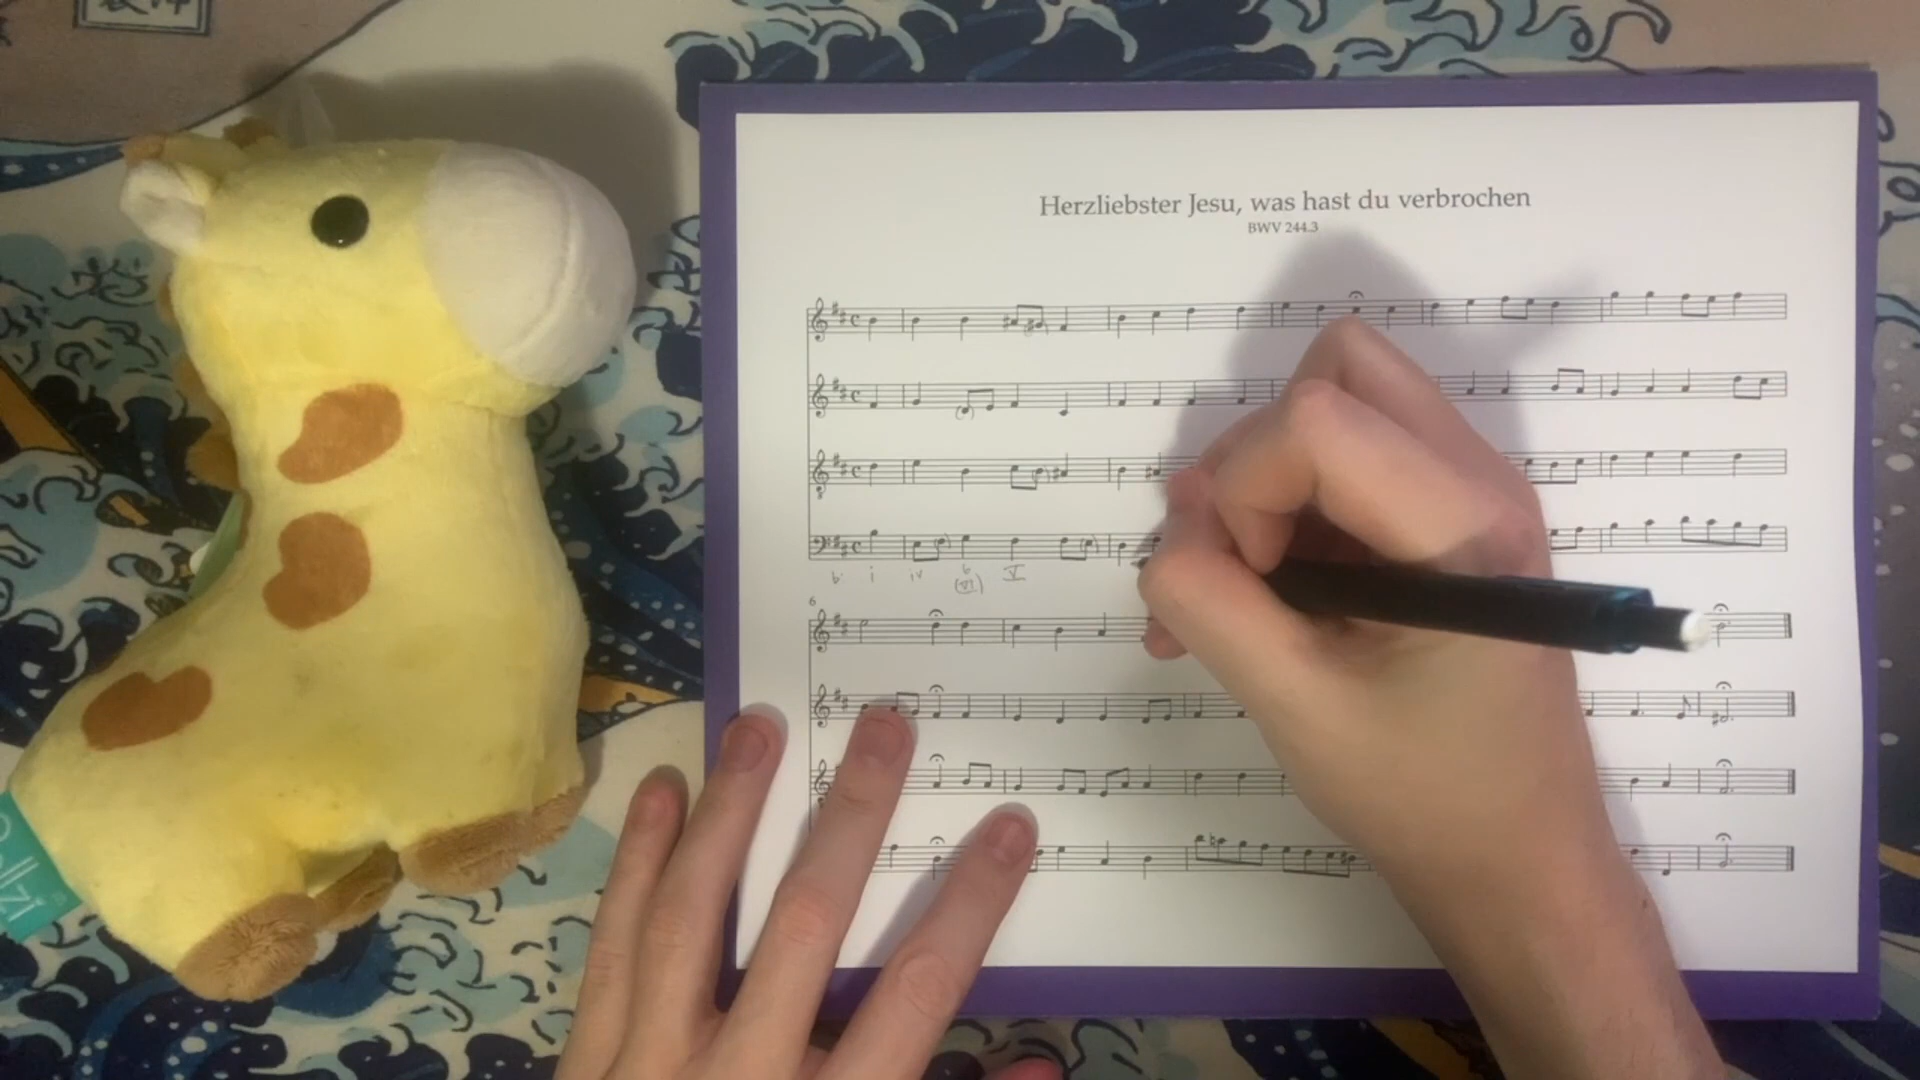 Herzliebster Jesu, was hast du verbrochen
BWV 244.3
b: i iv 6 V
(VI)
6